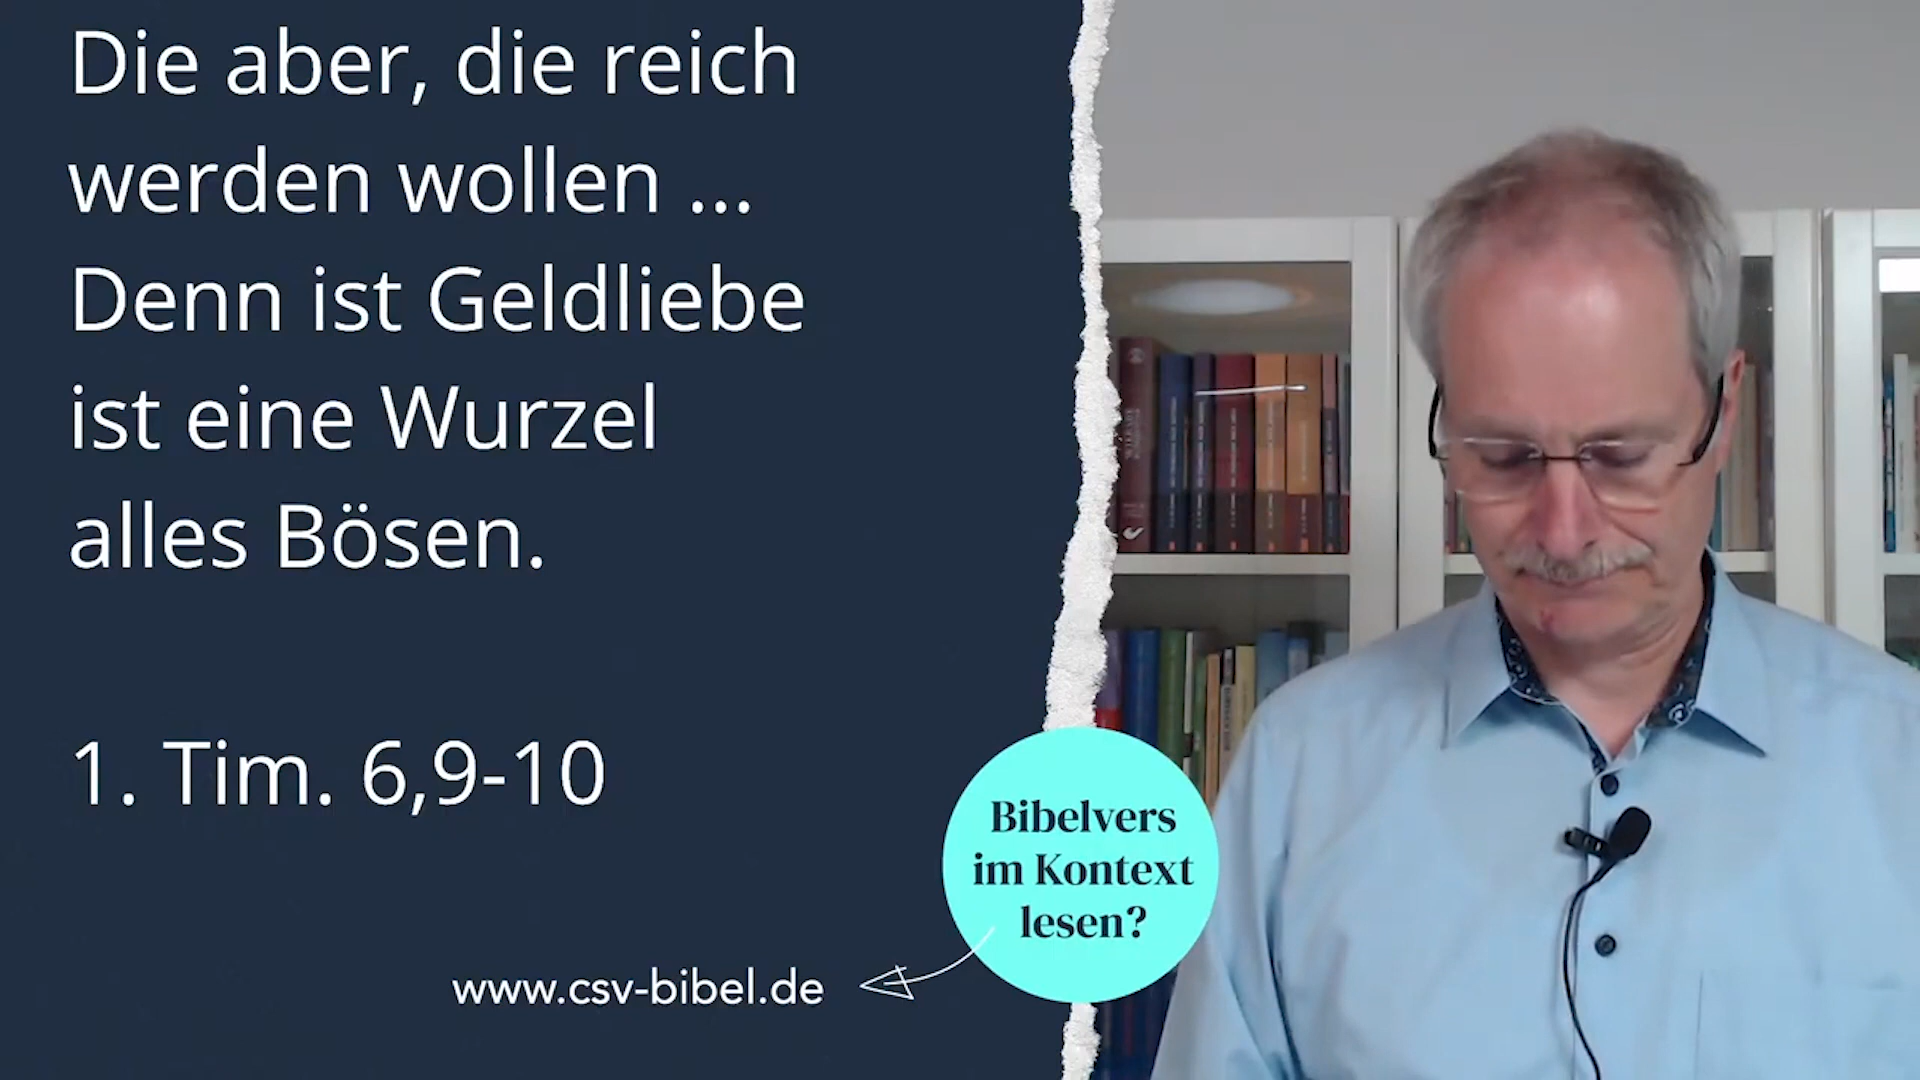 Die aber, die reich
werden wollen ...
Denn ist Geldliebe
ist eine Wurzel
alles Bösen.
1. Tim. 6,9-10
Bibelvers
im Kontext
lesen?
www.csv-bibel.de